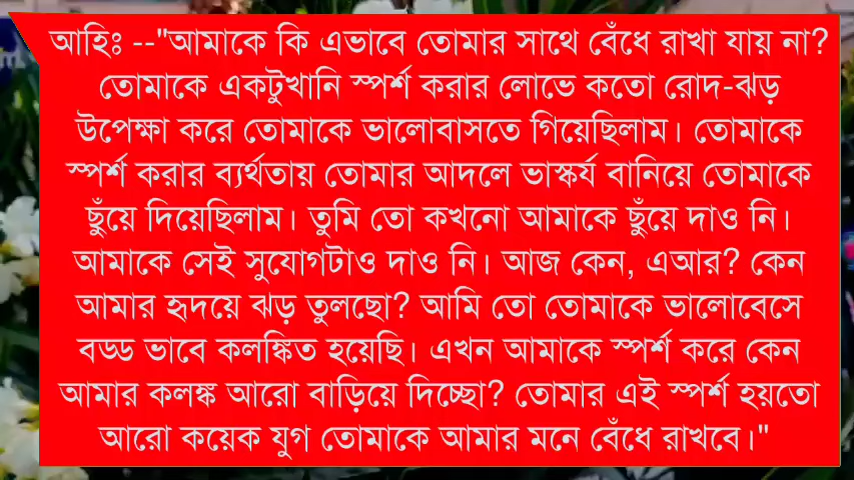 আহিঃ --"আমাকে কি এভাবে তোমার সাথে বেঁধে রাখা যায় না?
তোমাকে একটুখানি স্পর্শ করার লোভে কতো রোদ-ঝড়
উপেক্ষা করে তোমাকে ভালোবাসতে গিয়েছিলাম। তোমাকে
স্পর্শ করার ব্যর্থতায় তোমার আদলে ভাস্কর্য বানিয়ে তোমাকে
ছুঁয়ে দিয়েছিলাম। তুমি তো কখনো আমাকে ছুঁয়ে দাও নি।
আমাকে সেই সুযোগটাও দাও নি। আজ কেন, এআর? কেন
আমার হৃদয়ে ঝড় তুলছো? আমি তো তোমাকে ভালোবেসে
বড্ড ভাবে কলঙ্কিত হয়েছি। এখন আমাকে স্পর্শ করে কেন
আমার কলঙ্ক আরো বাড়িয়ে দিচ্ছো? তোমার এই স্পর্শ হয়তো
আরো কয়েক যুগ তোমাকে আমার মনে বেঁধে রাখবে।"